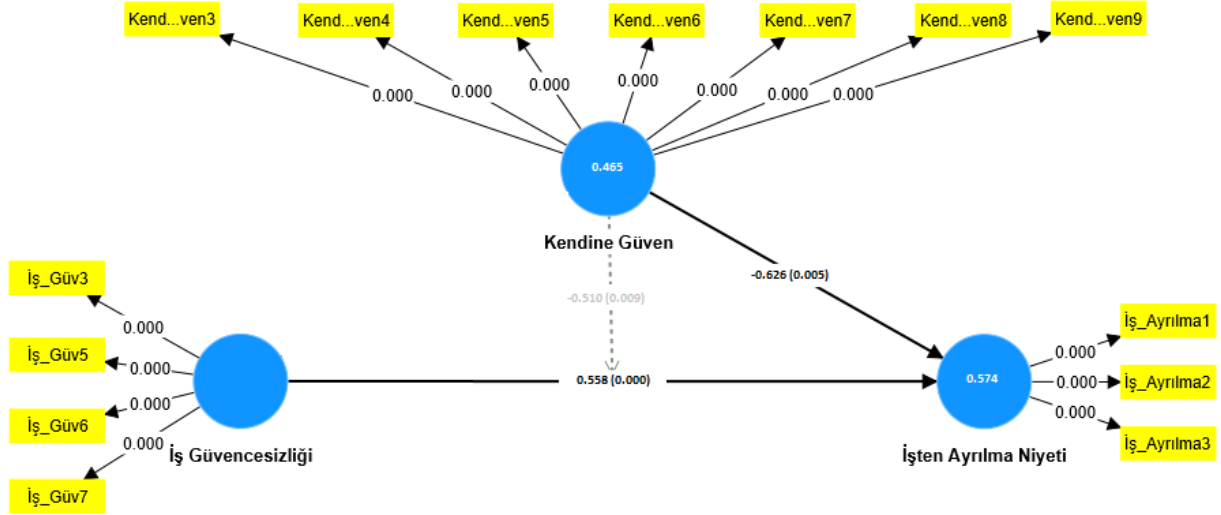 Kend...ven3
Kend...ven4
Kend...ven5
Kend...ven6
Kend...ven7
Kend...ven8
Kend...ven9
0.000
0.000
0.000
0.000
0.000
0.000
0.000
0.465
Kendine Güven
-0.626 (0.005)
-0.510 (0.009)
İş_Güv3
0.000
İş_Güv5
0.000
0.000
İş_Güv6
0.000
İş_Güv7
İş Güvencesizliği
0.558 (0.000)
0.574
İşten Ayrılma Niyeti
0.000
İş_Ayrılma1
0.000
İş_Ayrılma2
0.000
İş_Ayrılma3